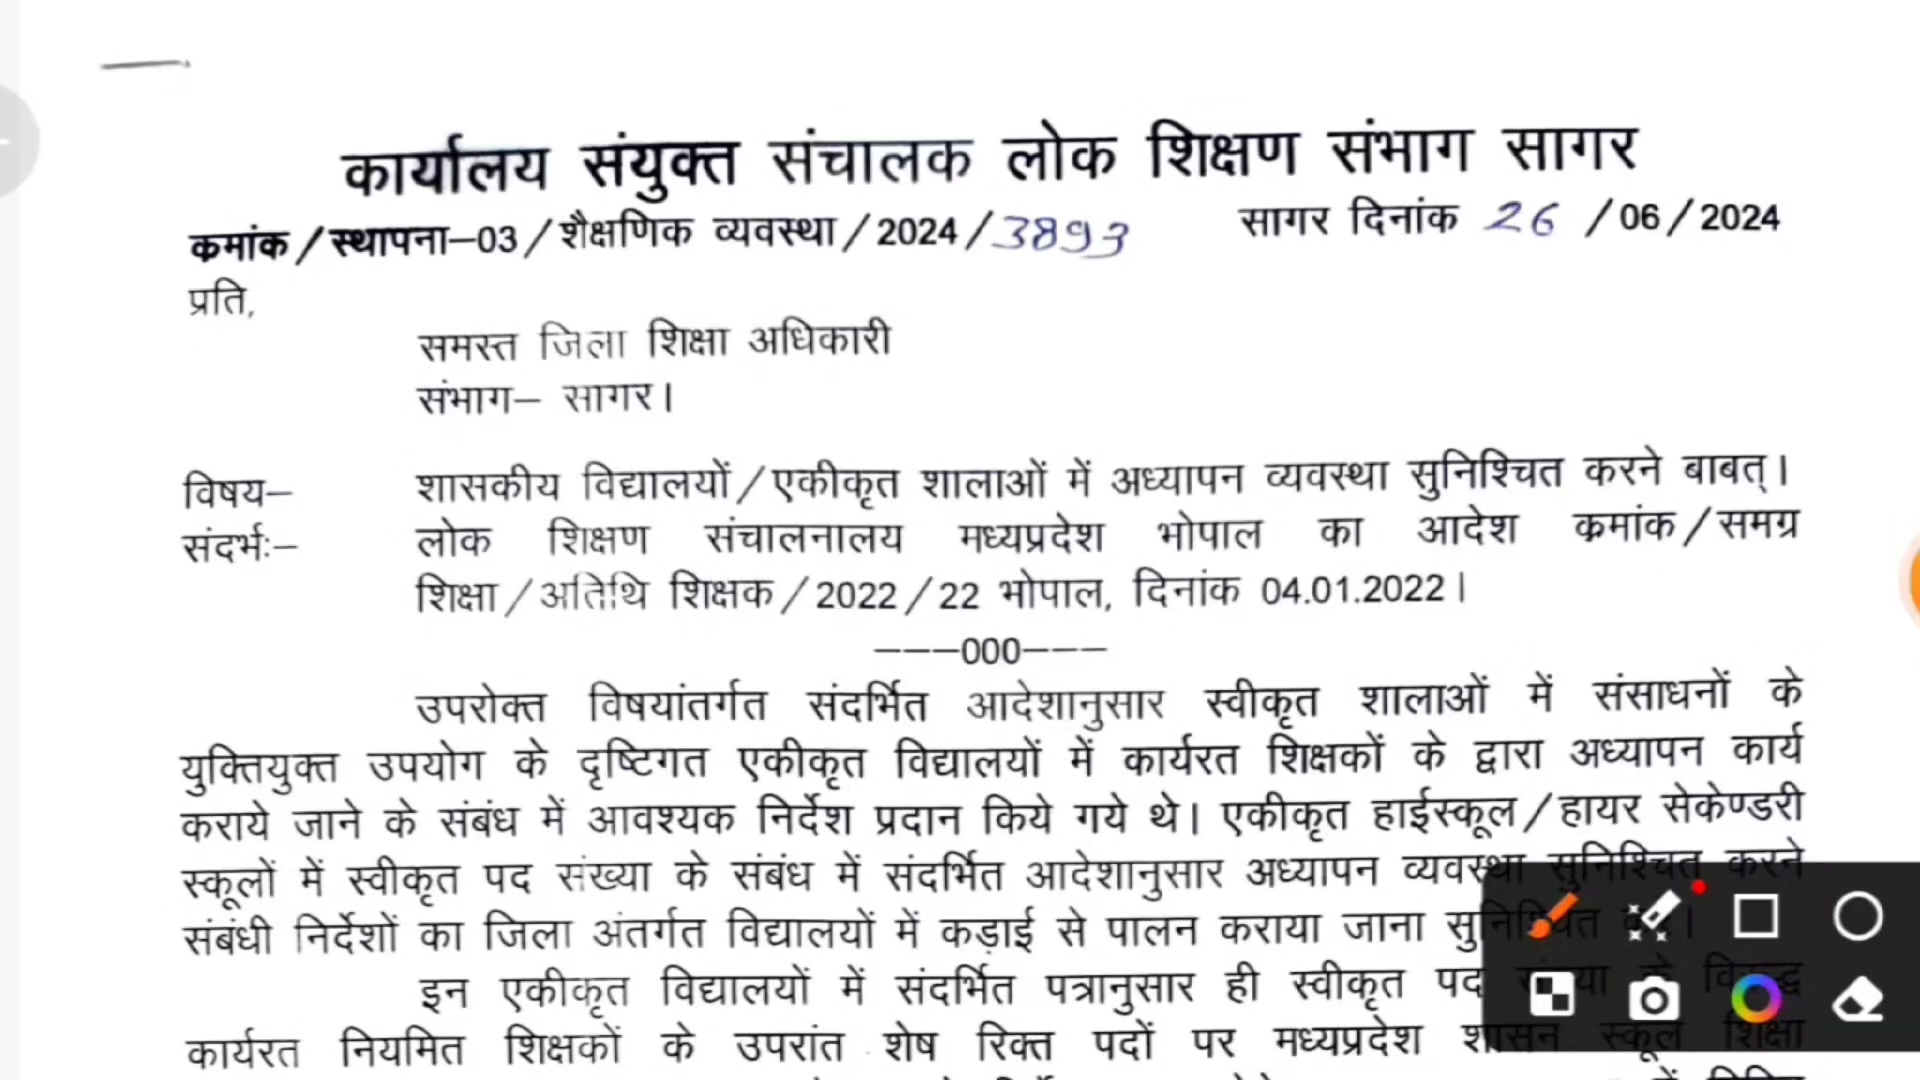 कार्यालय संयुक्त संचालक लोक शिक्षण संभाग सागर
कमांक/स्थापना–03/शैक्षणिक व्यवस्था/2024/3893 सागर दिनांक 26 /06/2024
प्रति,
समस्त जिला शिक्षा अधिकारी
संभाग– सागर।
विषय– शासकीय विद्यालयों/एकीकृत शालाओं में अध्यापन व्यवस्था सुनिश्चित करने बाबत्।
संदर्भः– लोक शिक्षण संचालनालय मध्यप्रदेश भोपाल का आदेश कमांक/समग्र
शिक्षा/अतिथि शिक्षक/2022/22 भोपाल, दिनांक 04.01.2022।
–––000–––
उपरोक्त विषयांतर्गत संदर्भित आदेशानुसार स्वीकृत शालाओं में संसाधनों के
युक्तियुक्त उपयोग के दृष्टिगत एकीकृत विद्यालयों में कार्यरत शिक्षकों के द्वारा अध्यापन कार्य
कराये जाने के संबंध में आवश्यक निर्देश प्रदान किये गये थे। एकीकृत हाईस्कूल/हायर सेकेण्डरी
स्कूलों में स्वीकृत पद संख्या के संबंध में संदर्भित आदेशानुसार अध्यापन व्यवस्था सुनिश्चित करने
संबंधी निर्देशों का जिला अंतर्गत विद्यालयों में कड़ाई से पालन कराया जाना सुनिश्चित
इन एकीकृत विद्यालयों में संदर्भित पत्रानुसार ही स्वीकृत पद
कार्यरत नियमित शिक्षकों के उपरांत शेष रिक्त पदों पर मध्यप्रदेश शासन स्कूल शिक्षा